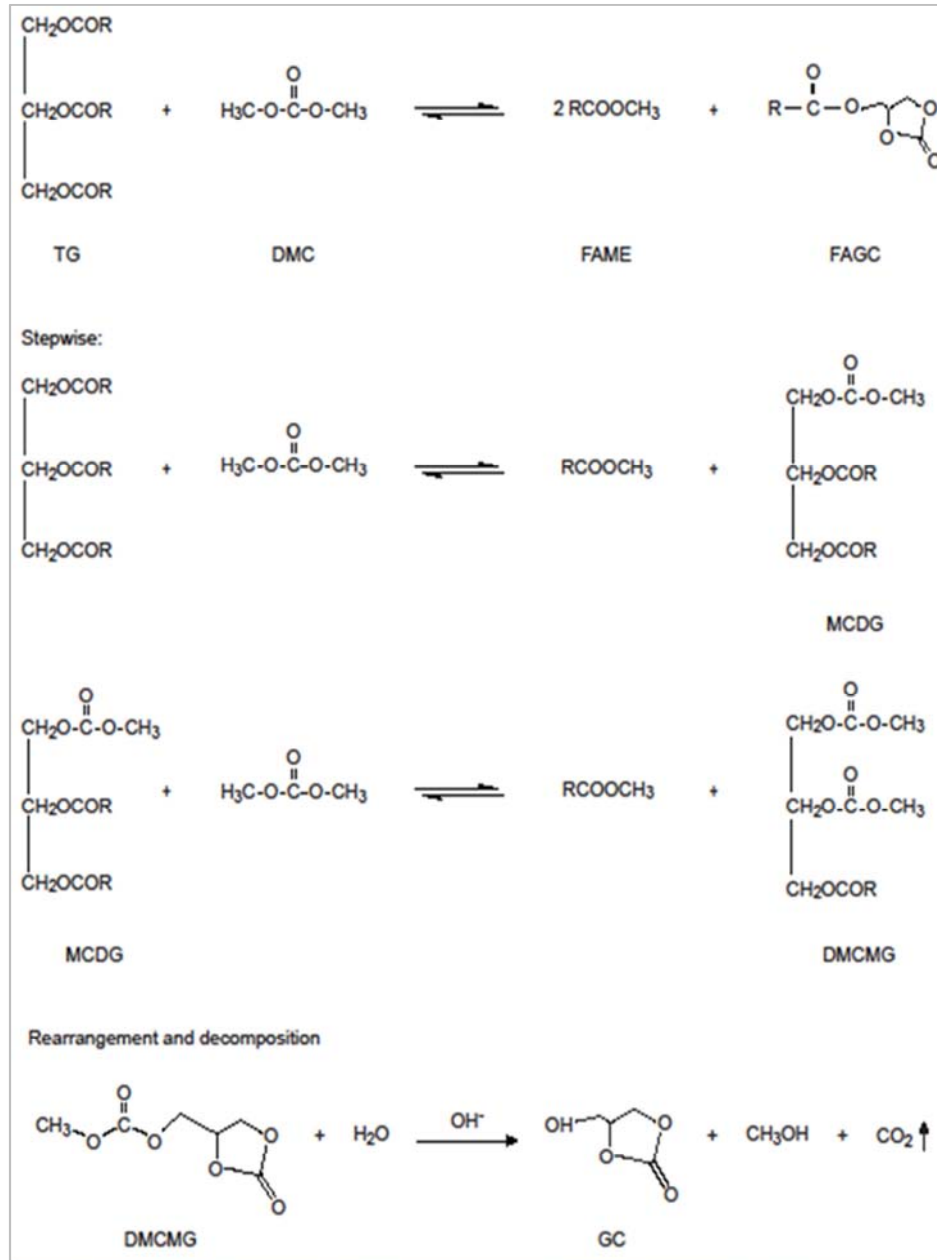 CH2OCOR
CH2OCOR + H3C-O-C-O-CH3 2 RCOOCH3 + R-C-O
O
O
O
O
O
CH2OCOR
TG DMC FAME FAGC
Stepwise:
CH2OCOR
CH2O-C-O-CH3
O
O
CH2OCOR + H3C-O-C-O-CH3 RCOOCH3 + CH2OCOR
CH2OCOR CH2OCOR
MCDG
CH2O-C-O-CH3 CH2O-C-O-CH3
O O
O O
CH2OCOR + H3C-O-C-O-CH3 RCOOCH3 + CH2O-C-O-CH3
CH2OCOR CH2OCOR
MCDG DMCMG
Rearrangement and decomposition
O
CH3 O O O O O + H2O OH- OH O O O + CH3OH + CO2
DMCMG GC